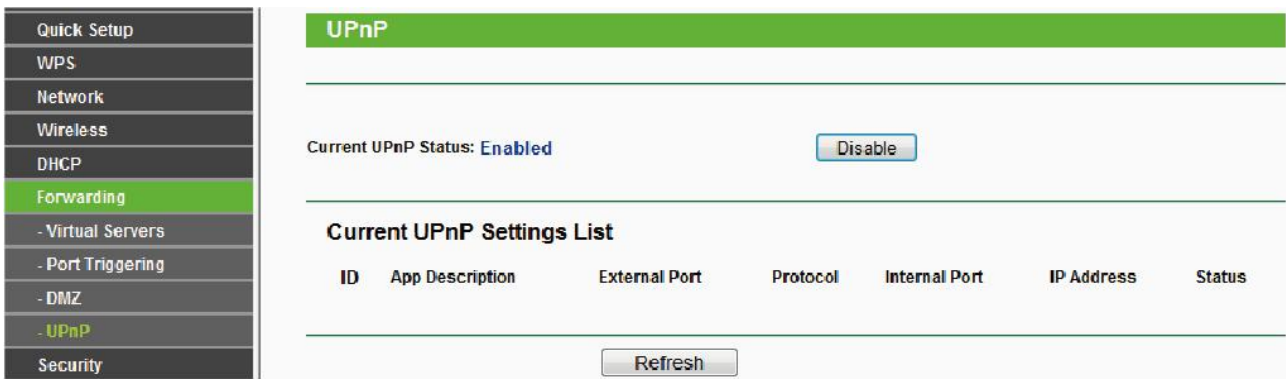 Quick Setup
WPS
Network
Wireless
DHCP
Forwarding
- Virtual Servers
- Port Triggering
- DMZ
- UPnP
Security
UPnP
Current UPnP Status: Enabled
Disable
Current UPnP Settings List
ID App Description External Port Protocol Internal Port IP Address Status
Refresh